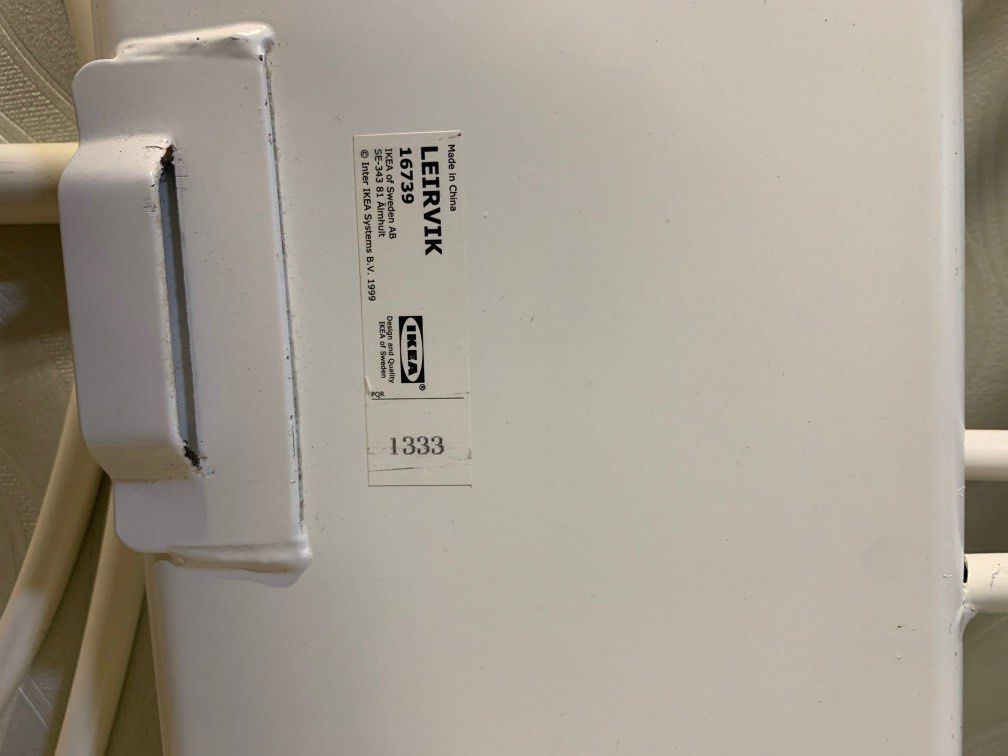 Made in China
LEIRVIK
16739
IKEA of Sweden AB
SE-343 81 Älmhult
© Inter IKEA Systems B.V. 1999
IKEA®
Design and Quality
IKEA of Sweden
PQR
1333